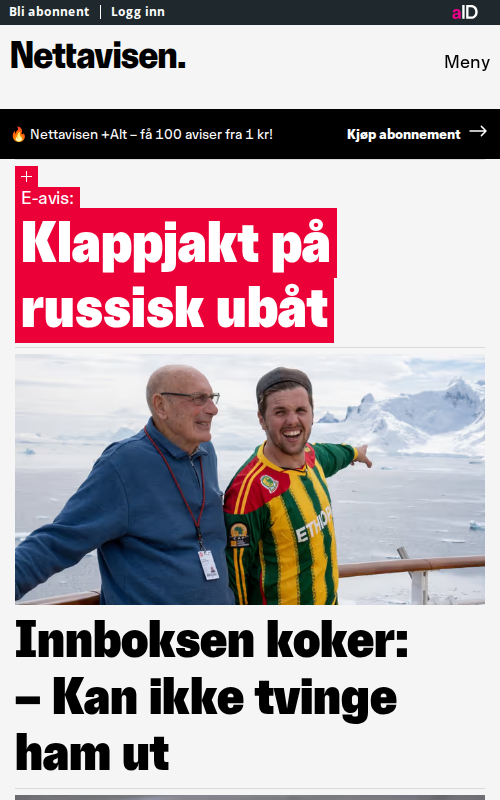 Bli abonnent | Logg inn
aID
Nettavisen.
Meny
🔥 Nettavisen +Alt – få 100 aviser fra 1 kr!
Kjøp abonnement →
+
E-avis:
Klappjakt på
russisk ubåt
ETHIOP
Innboksen koker:
– Kan ikke tvinge
ham ut